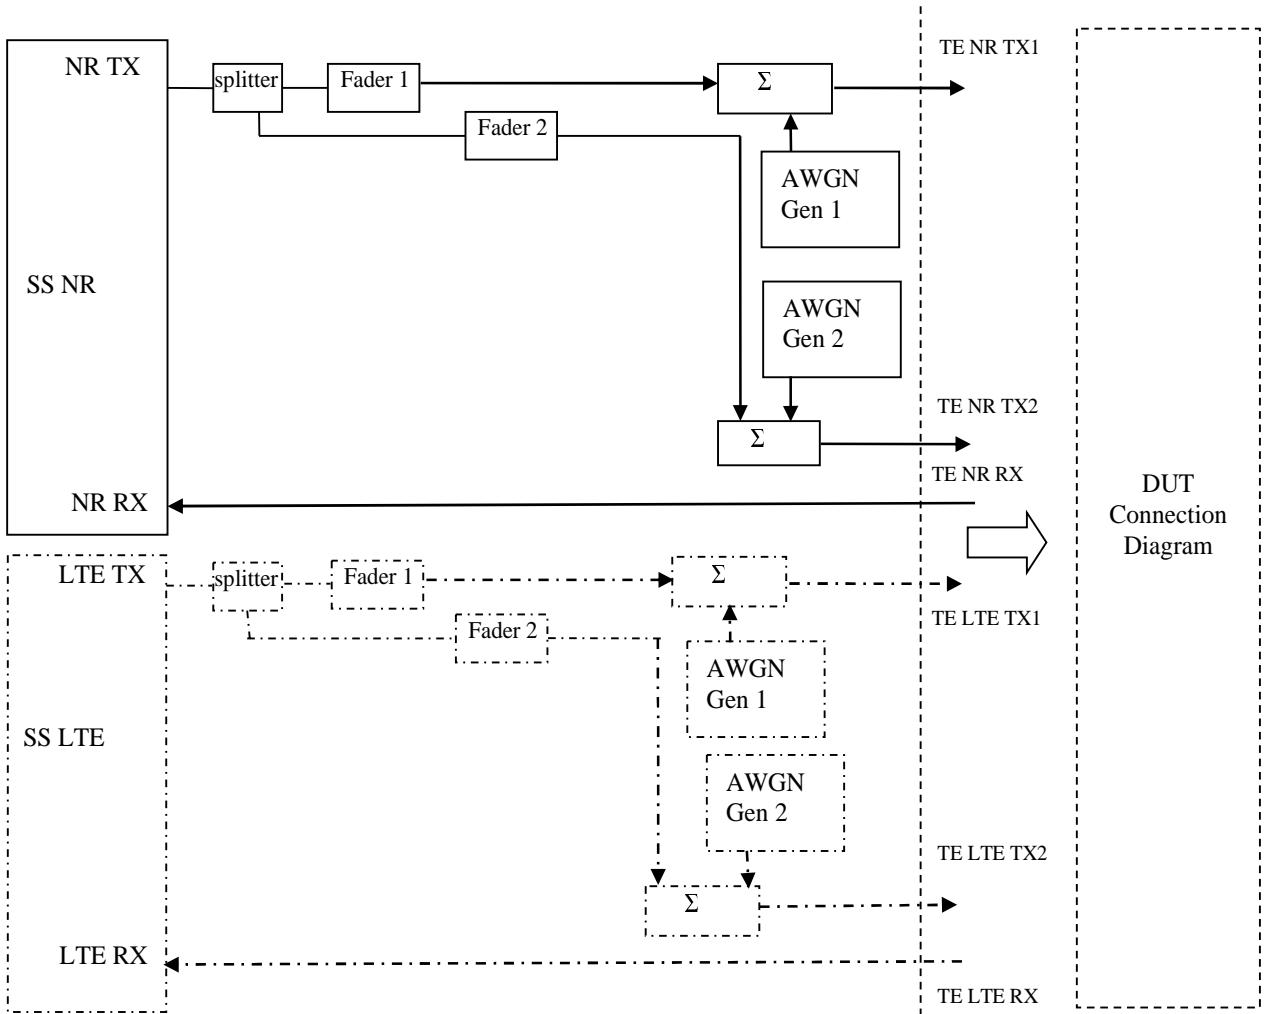 TE NR TX1
NR TX
splitter
Fader 1
Σ
Fader 2
AWGN
Gen 1
SS NR
AWGN
Gen 2
TE NR TX2
Σ
TE NR RX
NR RX
DUT
Connection
Diagram
LTE TX
splitter
Fader 1
Σ
TE LTE TX1
Fader 2
AWGN
Gen 1
SS LTE
AWGN
Gen 2
TE LTE TX2
Σ
LTE RX
TE LTE RX